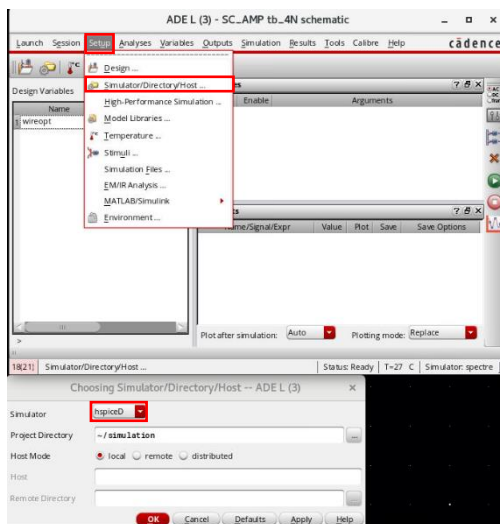 ADE L (3) - SC_AMP tb_4N schematic
Launch Session Setup Analyses Variables Outputs Simulation Results Tools Calibre Help cādence
Design ...
Simulator/Directory/Host ...
High-Performance Simulation ...
Model Libraries ...
Temperature ...
Stimuli ...
Simulation Files ...
EM/IR Analysis ...
MATLAB/Simulink
Environment ...
Design Variables
Name
1 wireopt
Enable Arguments
Name/Signal/Expr Value Plot Save Save Options
Plot after simulation: Auto Plotting mode: Replace
>
18(21) Simulator/Directory/Host ... Status: Ready T=27 C Simulator: spectre
Choosing Simulator/Directory/Host -- ADE L (3)
Simulator hspiceD
Project Directory ~/simulation
Host Mode local remote distributed
Host
Remote Directory
OK Cancel Defaults Apply Help